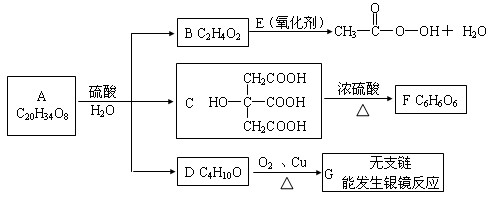 B C₂H₄O₂
E(氧化剂)
CH₃—C—O—OH + H₂O
O
A
C₂₀H₃₄O₈
硫酸
H₂O
C
CH₂COOH
HO—C—COOH
CH₂COOH
浓硫酸
△
F C₆H₆O₆
D C₄H₁₀O
O₂ 、Cu
△
G 无支链
能发生银镜反应